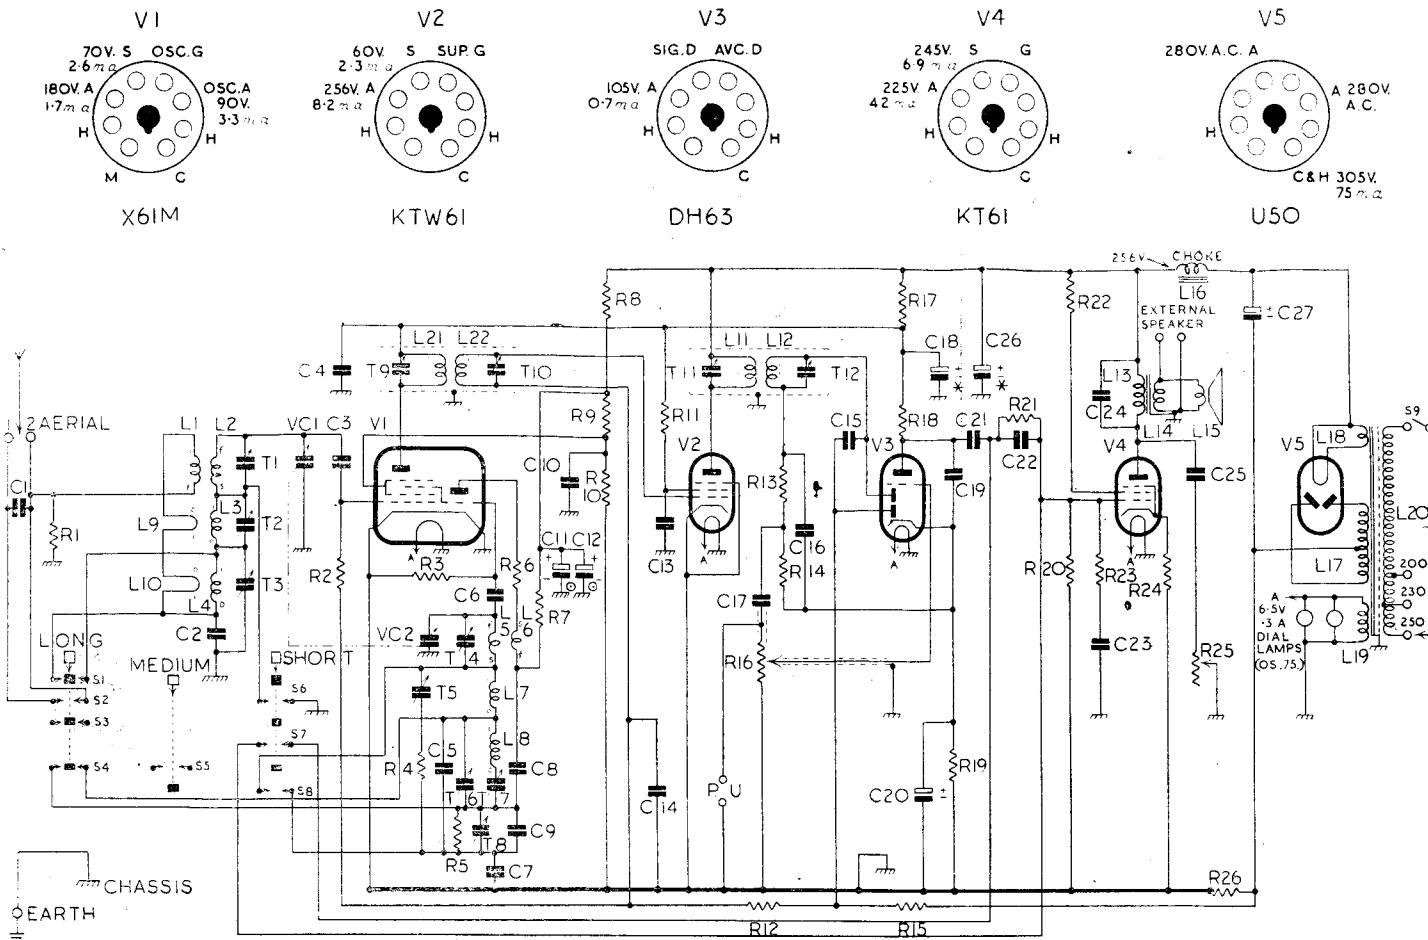 V1 V2 V3 V4 V5
70V. S OSC.G 60V. S SUP. G SIG.D AVC.D 245V. S G 280V.A.C. A
2.6 ma 2.3 ma 6.9 ma
180V. A OSC.A 256V. A 105V. A 225V. A A 280V.
1.7 ma 90V. 8.2 ma 0.7 ma 42 ma A.C.
3.3 ma
H H H H H H H H H
M C C C C C&H 305V.
75 ma
X61M KTW61 DH63 KT61 U50
256V CHOKE
R8 R17 R22 L16
EXTERNAL
SPEAKER
± C27
L21 L22 L11 L12 C18 C26
C4 T9 T10 T11 T12 L13
1 2 AERIAL L1 L2 VC1 C3 V1 R9 R11 V2 C15 V3 R18 C21 R21 C22 C24 L14 L15 V4 V5 L18 S9
C1 T1 C10 R10 R13 C19 C25
R1 L9 L3 T2 L20
L10 T3 R2 R3 A C11 C12 C13 A C16 A A L17 200
L4 C6 R6 R7 R14 R20 R23 R24
C2 VC2 T4 L5 L6 C17 C23 A 230
6.5V
.3 A
DIAL
LAMPS
(OS.75.)
L19 250
LONG MEDIUM SHORT R16 R25
S1 S6
S2 T5 L7
S3 S7 L8
S4 S5 R4 C5 C8 P U C20 ± R19
S8 T6 T7 C14
R5 T8 C9
C7
CHASSIS R26
EARTH R12 R15